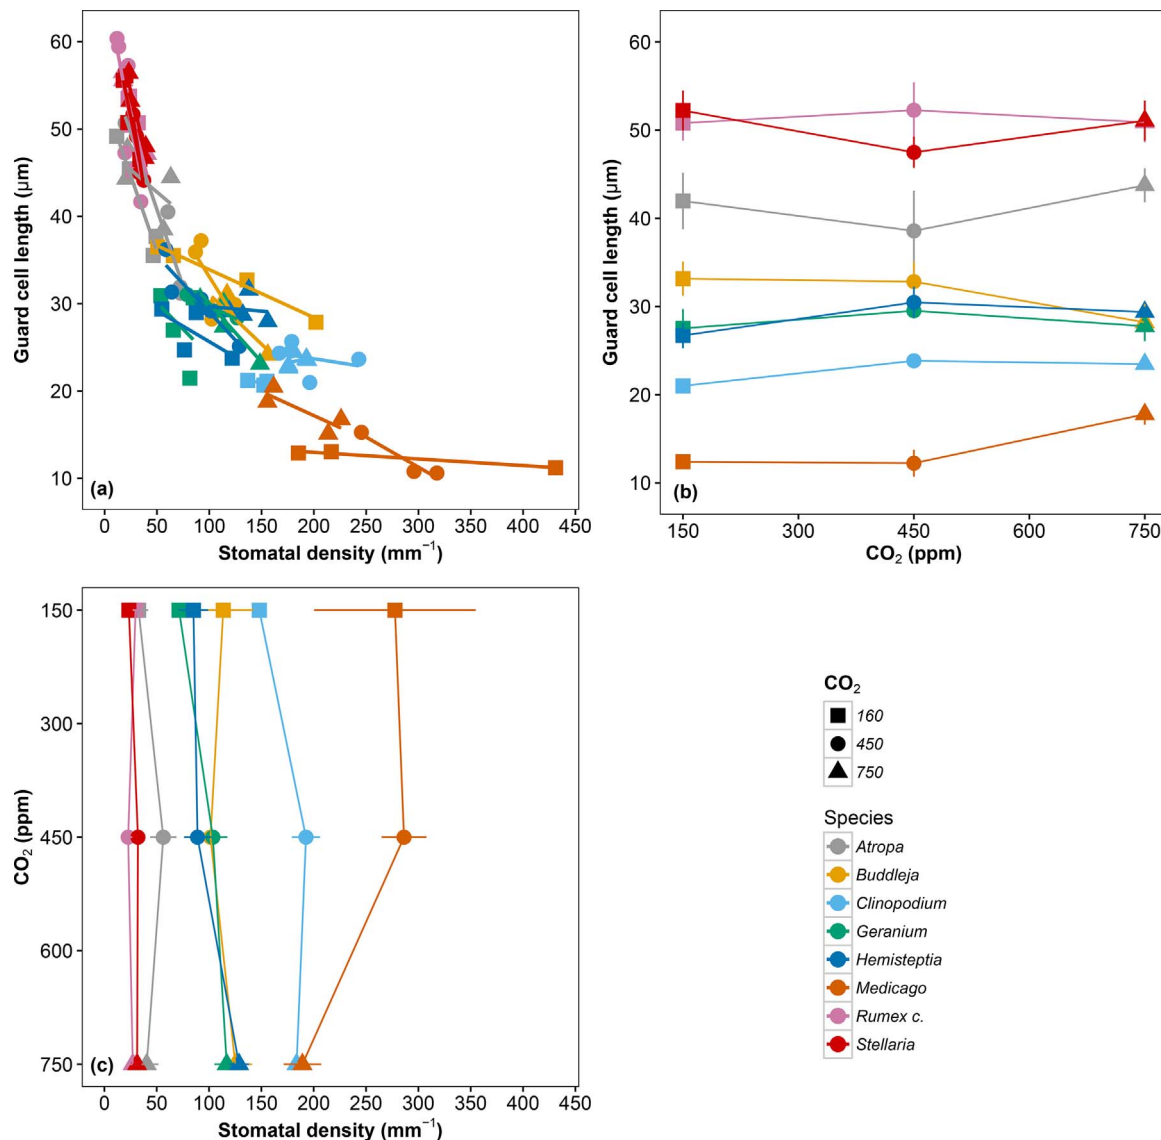 60
50
40
30
20
10
Guard cell length (μm)
(a)
0 50 100 150 200 250 300 350 400 450
Stomatal density (mm⁻¹)
60
50
40
30
20
10
Guard cell length (μm)
(b)
150 300 450 600 750
CO₂ (ppm)
150
300
450
600
750
CO₂ (ppm)
(c)
0 50 100 150 200 250 300 350 400 450
Stomatal density (mm⁻¹)
CO₂
160
450
750
Species
Atropa
Buddleja
Clinopodium
Geranium
Hemisteptia
Medicago
Rumex c.
Stellaria